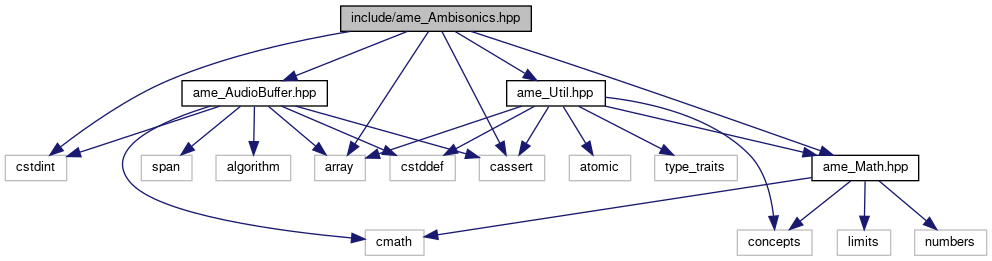 include/ame_Ambisonics.hpp
ame_AudioBuffer.hpp
ame_Util.hpp
cstdint
span
algorithm
array
cstddef
cassert
atomic
type_traits
ame_Math.hpp
cmath
concepts
limits
numbers